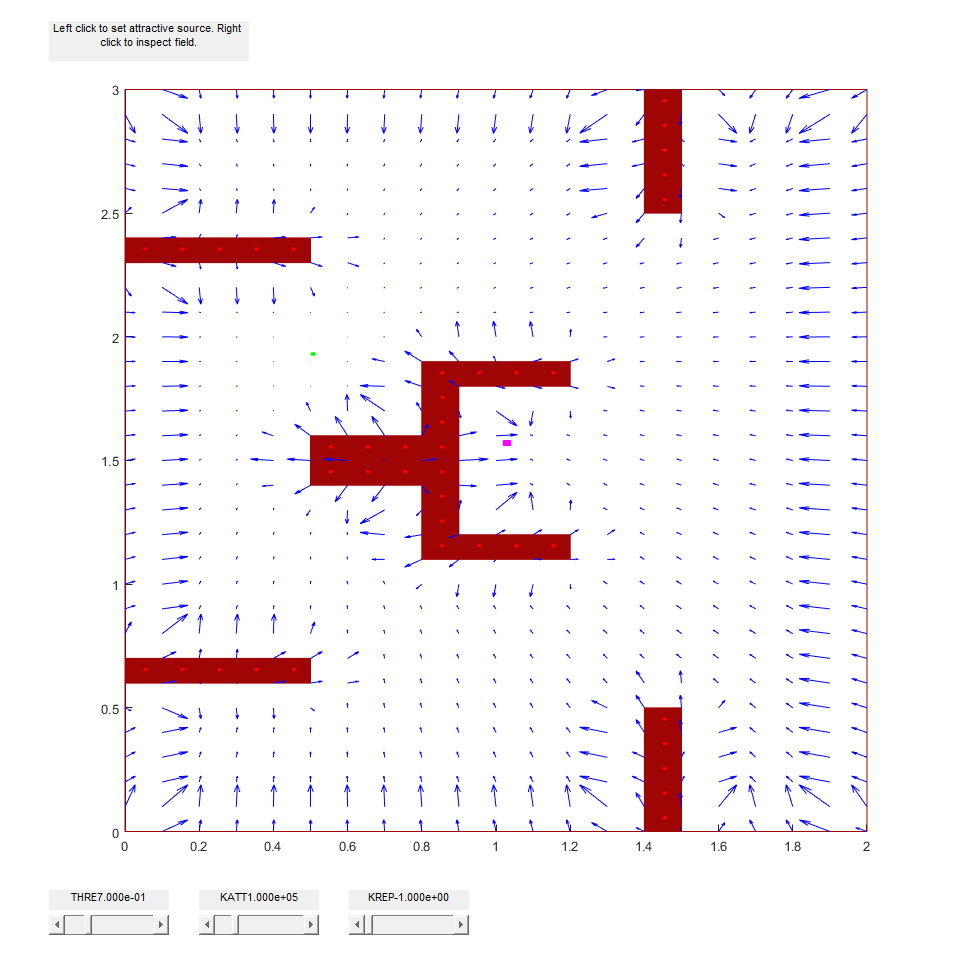 Left click to set attractive source. Right
click to inspect field.
3
2.5
2
1.5
1
0.5
0
0 0.2 0.4 0.6 0.8 1 1.2 1.4 1.6 1.8 2
THRE7.000e-01 KATT1.000e+05 KREP-1.000e+00